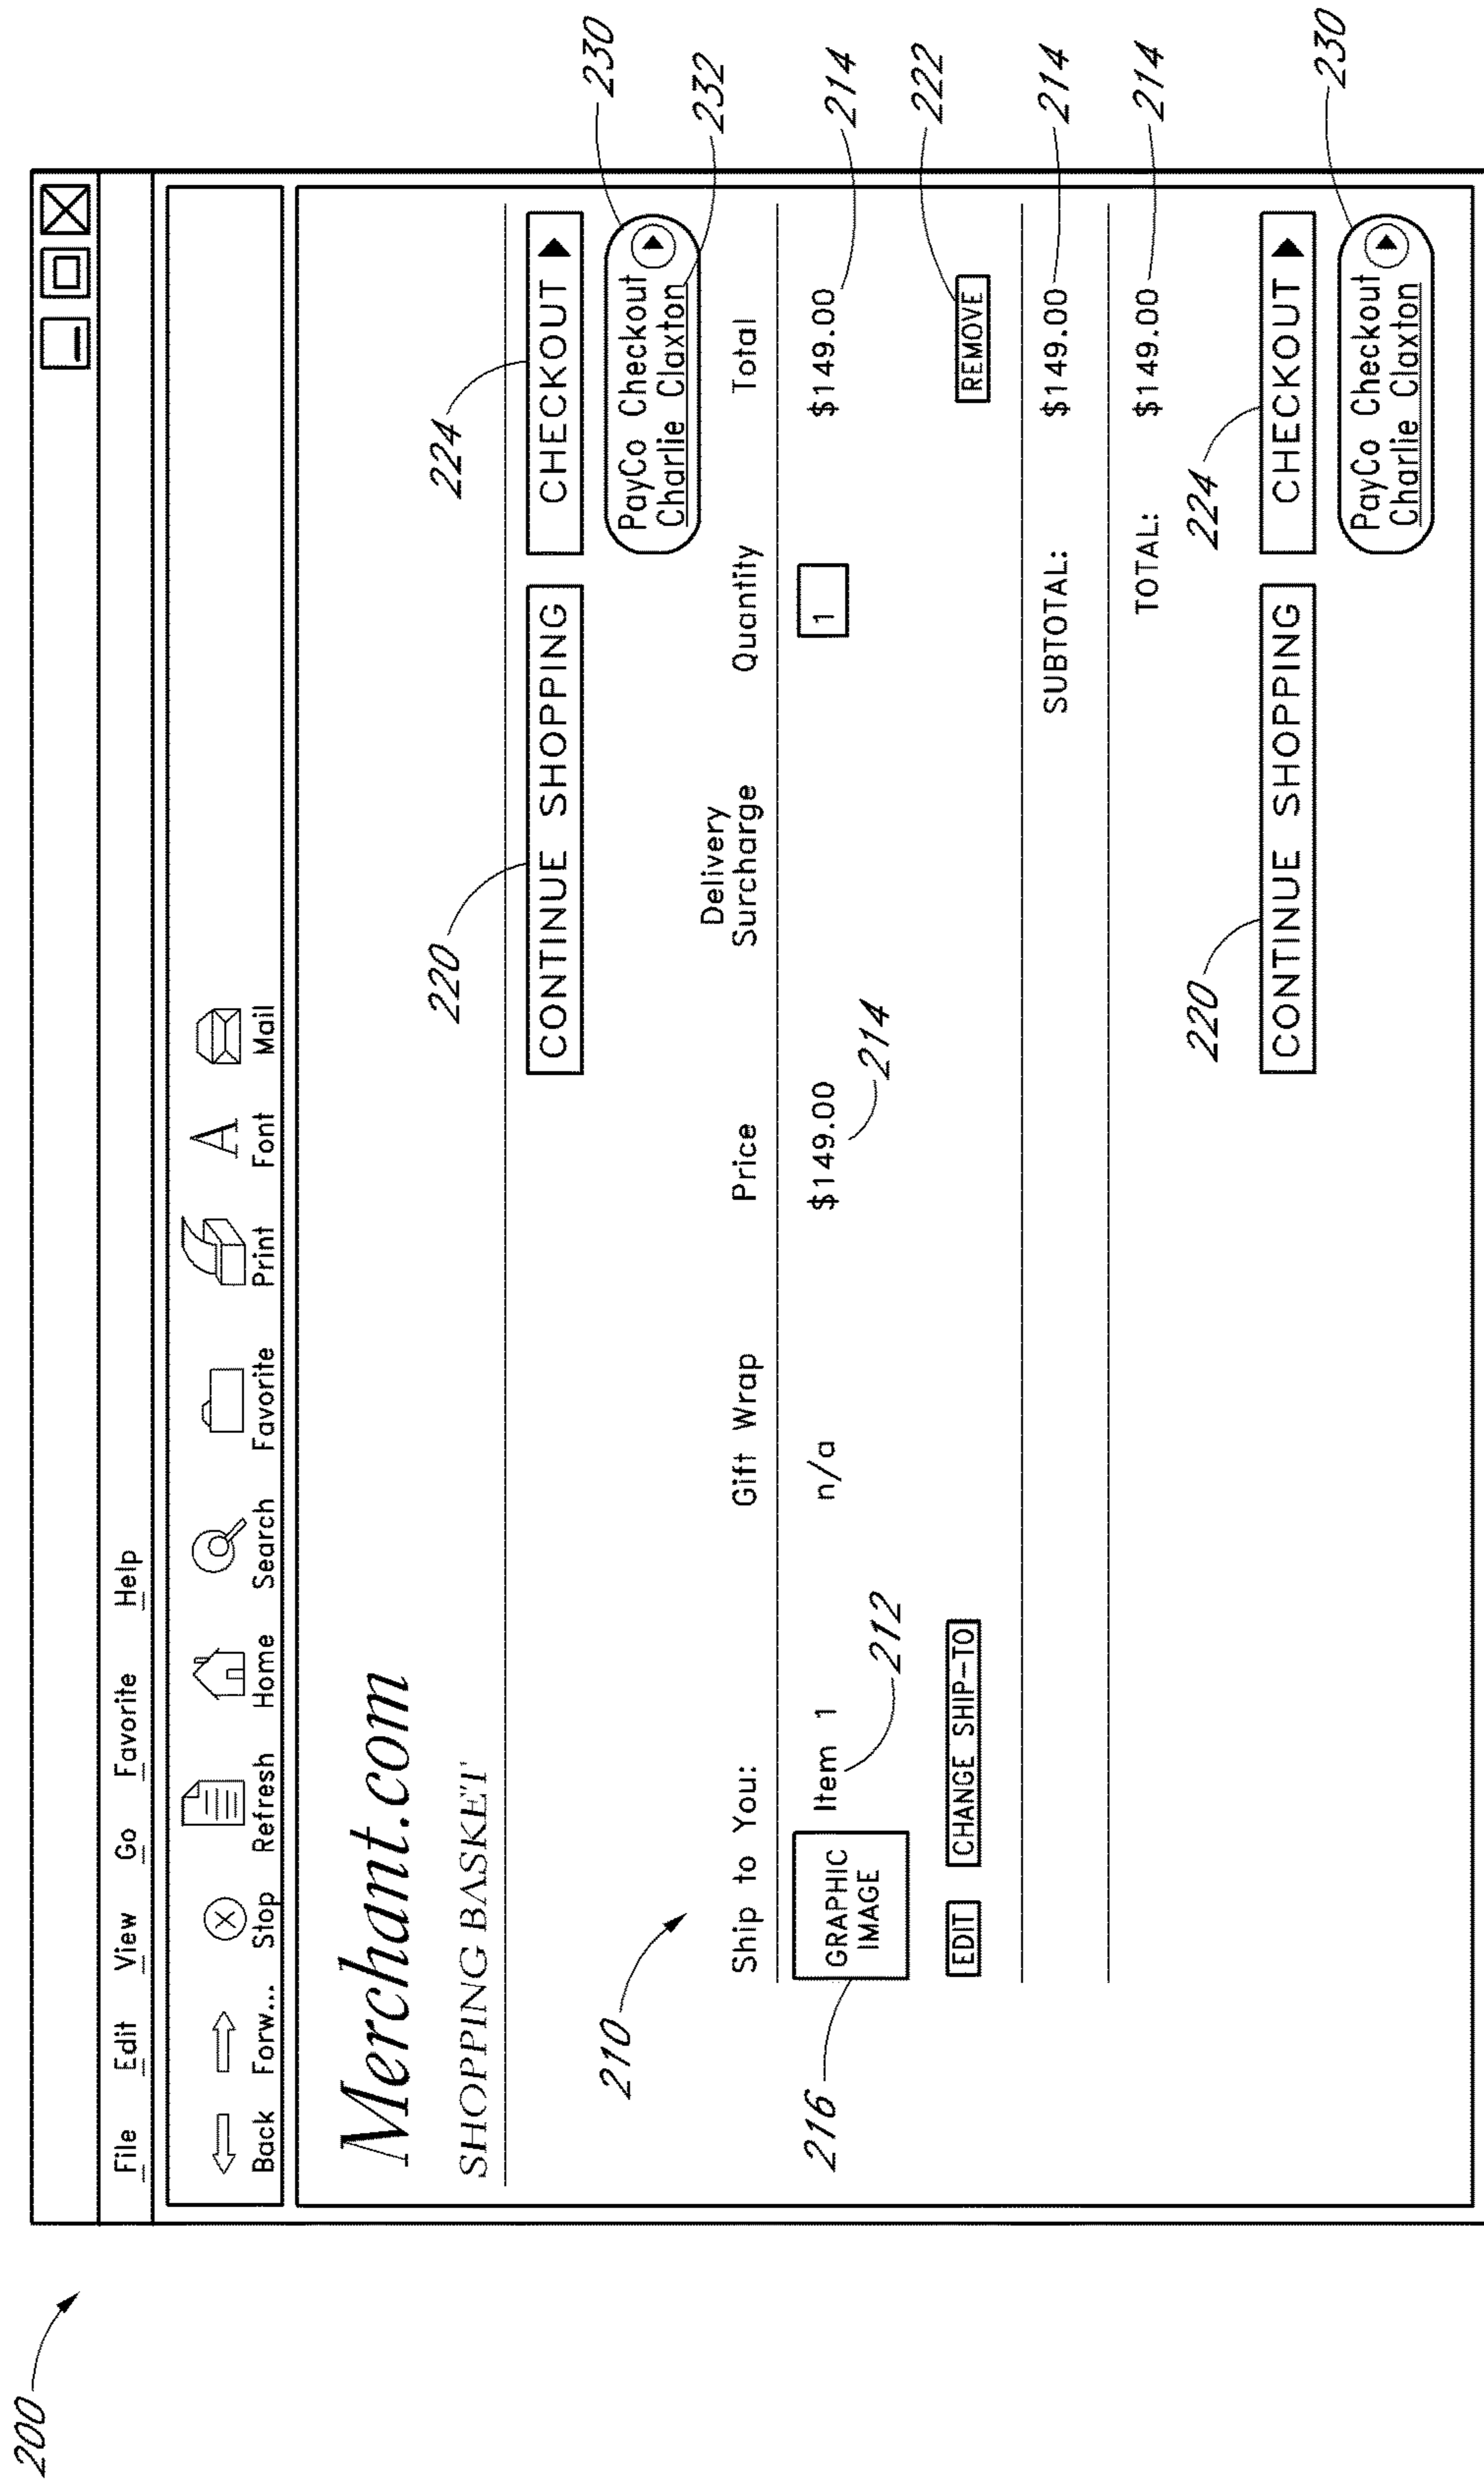 200
File Edit View Go Favorite Help
Back Forw... Stop Refresh Home Search Favorite Print Font Mail
Merchant.com
SHOPPING BASKET
220 224
CONTINUE SHOPPING CHECKOUT
230
PayCo Checkout
Charlie Claxton
232
210
Delivery
Ship to You: Gift Wrap Price Surcharge Quantity Total
216 GRAPHIC Item 1 n/a $149.00 1 $149.00 214
IMAGE 212 214
222
EDIT CHANGE SHIP-TO REMOVE
SUBTOTAL: $149.00 214
TOTAL: $149.00 214
220 224
CONTINUE SHOPPING CHECKOUT
PayCo Checkout 230
Charlie Claxton